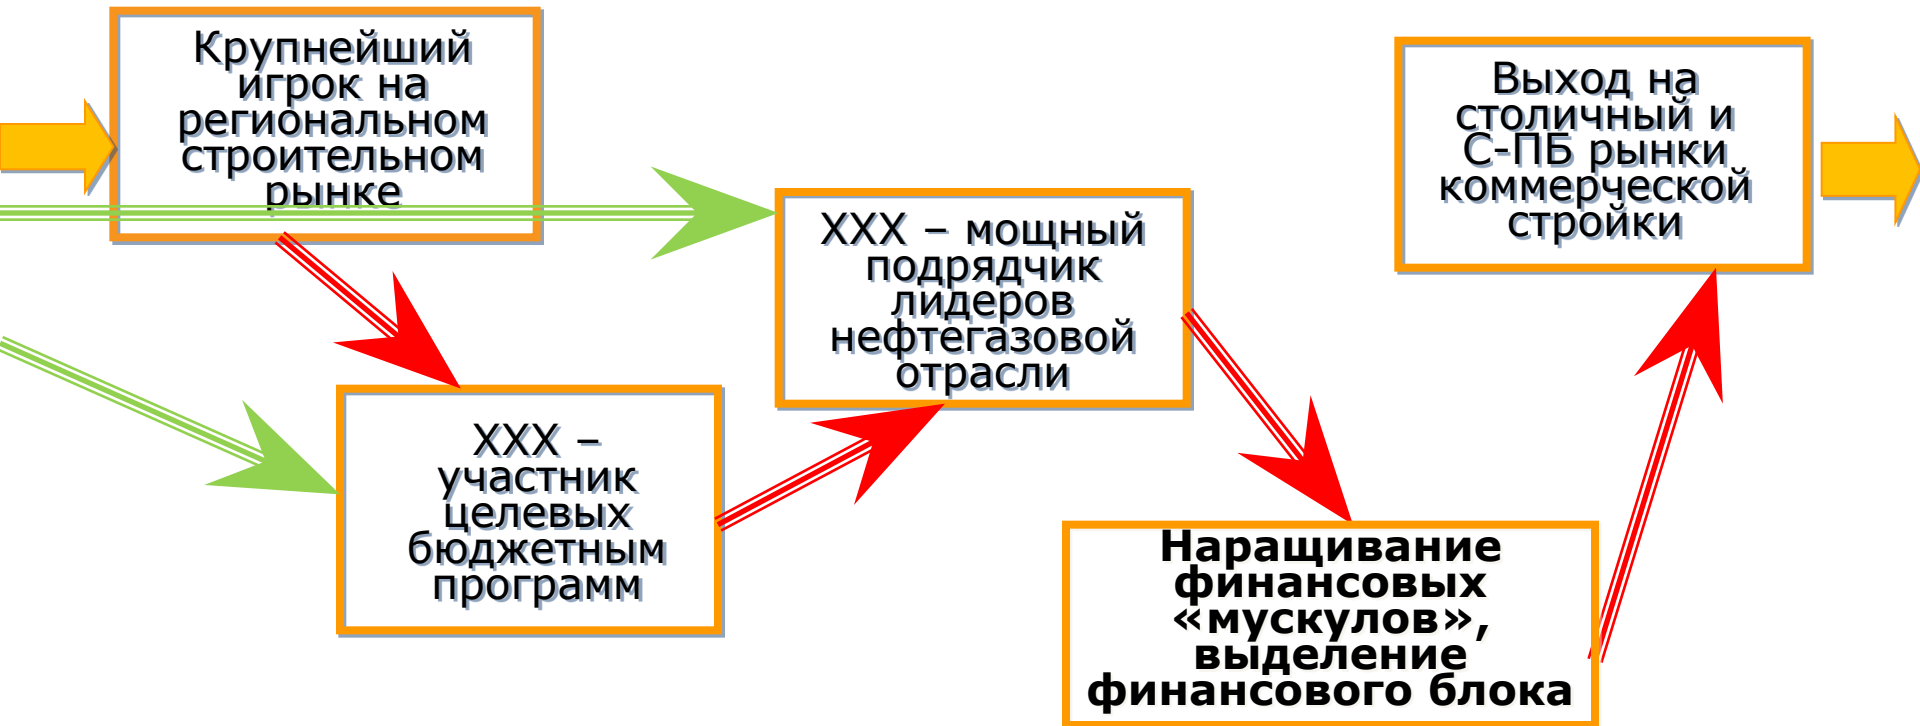 Крупнейший
игрок на
региональном
строительном
рынке
ХХХ –
участник
целевых
бюджетным
программ
ХХХ – мощный
подрядчик
лидеров
нефтегазовой
отрасли
Наращивание
финансовых
«мускулов»,
выделение
финансового блока
Выход на
столичный и
С-ПБ рынки
коммерческой
стройки